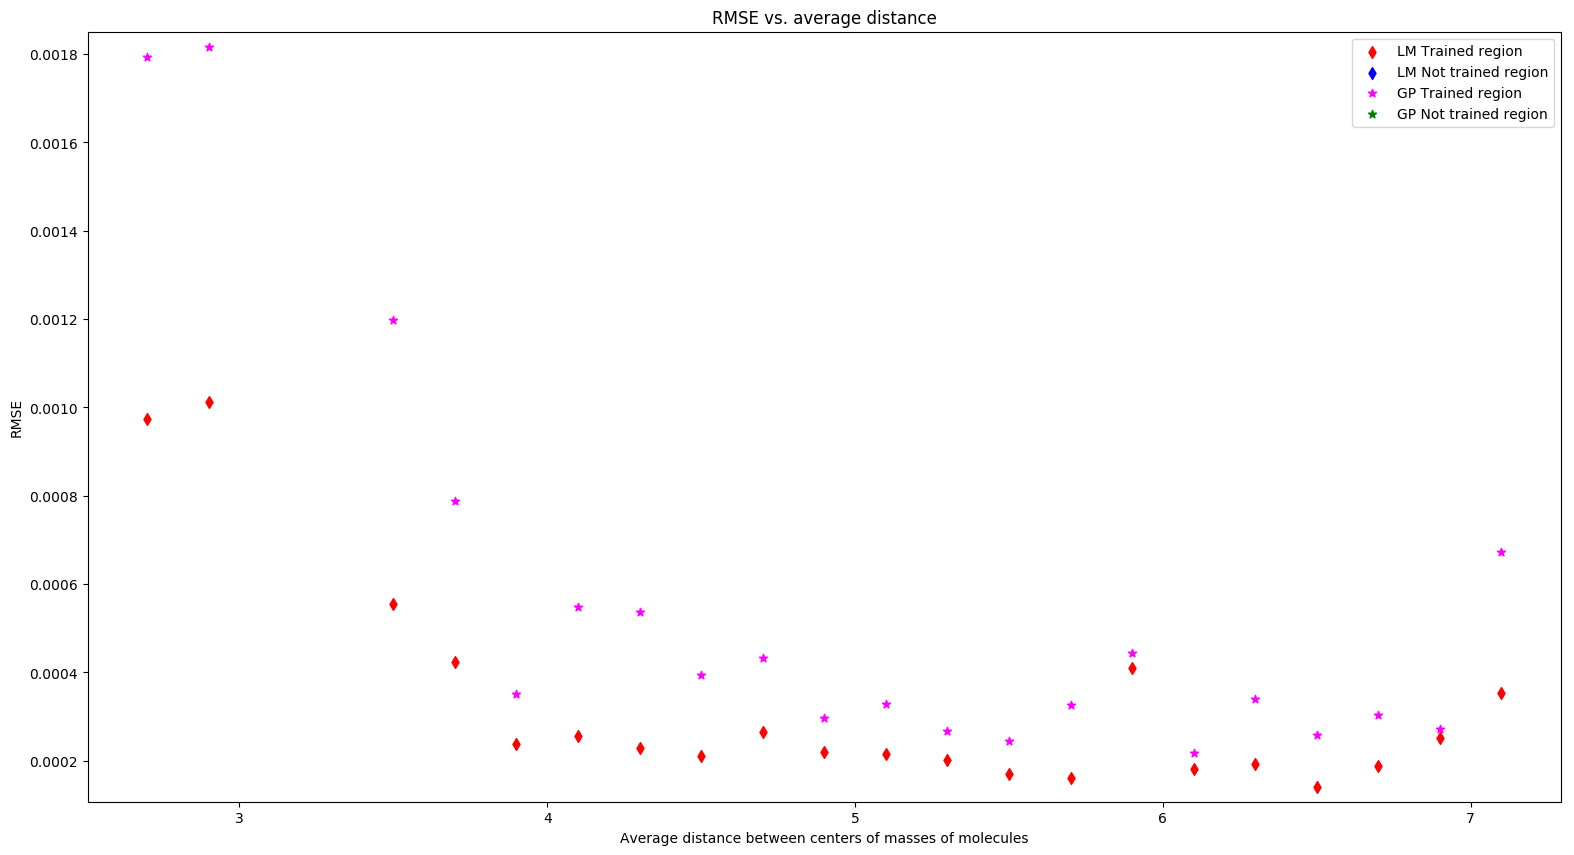 RMSE vs. average distance
LM Trained region
LM Not trained region
GP Trained region
GP Not trained region
RMSE
0.0018
0.0016
0.0014
0.0012
0.0010
0.0008
0.0006
0.0004
0.0002
3 4 5 6 7
Average distance between centers of masses of molecules